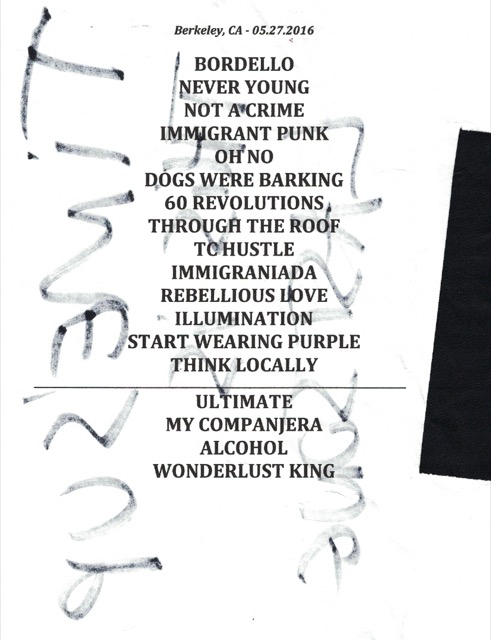 Berkeley, CA - 05.27.2016
BORDELLO
NEVER YOUNG
NOT A CRIME
IMMIGRANT PUNK
OH NO
DOGS WERE BARKING
60 REVOLUTIONS
THROUGH THE ROOF
TC HUSTLE
IMMIGRANIADA
REBELLIOUS LOVE
ILLUMINATION
START WEARING PURPLE
THINK LOCALLY
ULTIMATE
MY COMPANJERA
ALCOHOL
WONDERLUST KING